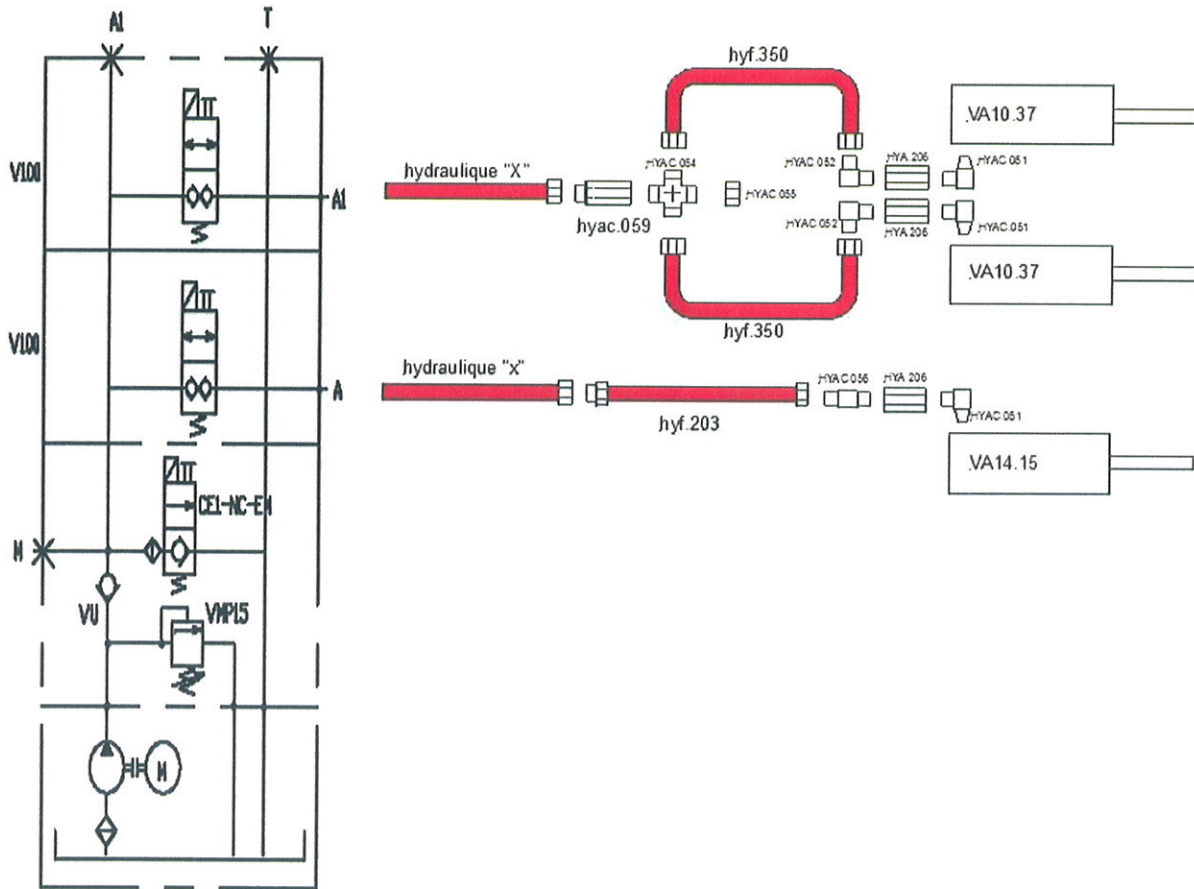 A1
T
V100
A1
V100
A
CE1-NC-EM
M
VU
VMP15
M
hyf.350
VA10.37
hydraulique "X"
HYAC.054
HYAC.052
HYA.206
HYAC.051
HYAC.055
hyac.059
HYAC.052
HYA.206
HYAC.051
VA10.37
hyf.350
hydraulique "x"
HYAC.056
HYA.206
HYAC.051
hyf.203
VA14.15